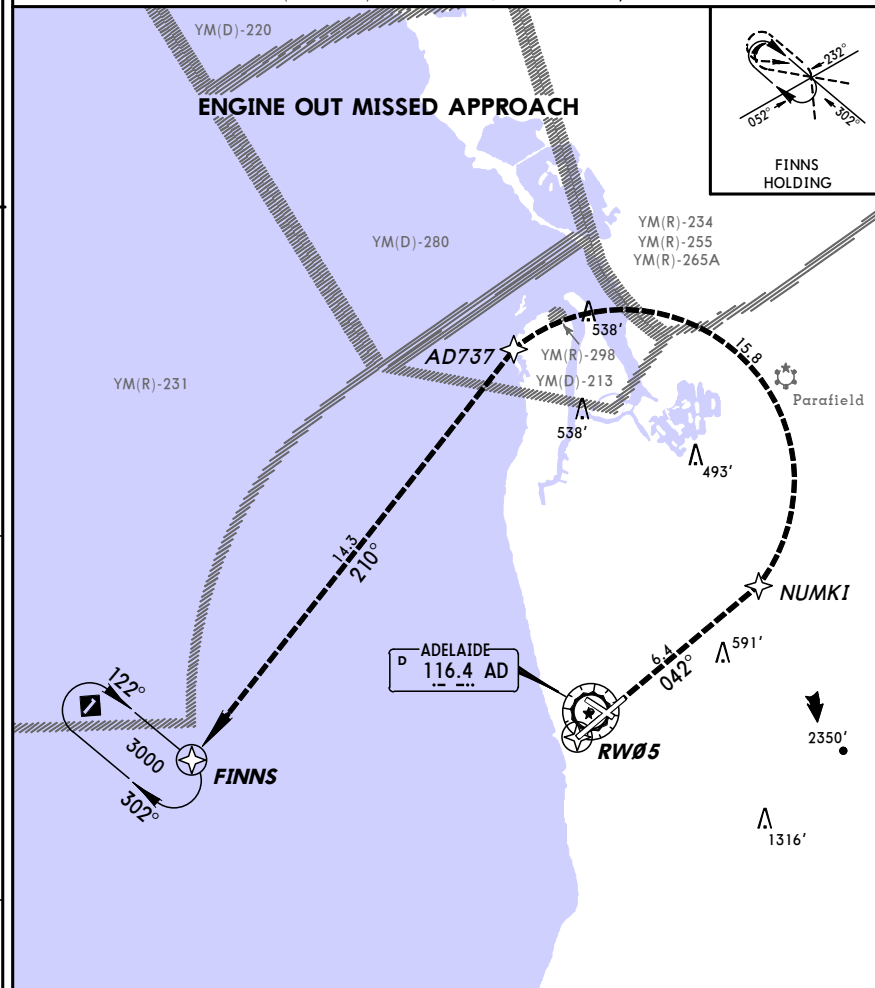 YM(D)-220
ENGINE OUT MISSED APPROACH
232°
052°
302°
FINNS
HOLDING
YM(D)-280
YM(R)-234
YM(R)-255
YM(R)-265A
538'
AD737
YM(R)-298
15.8
YM(R)-231
YM(D)-213
Parafield
538'
493'
14.3
210°
NUMKI
ADELAIDE
D 116.4 AD
6.4
042°
591'
122°
3000
302°
FINNS
RWØ5
2350'
1316'